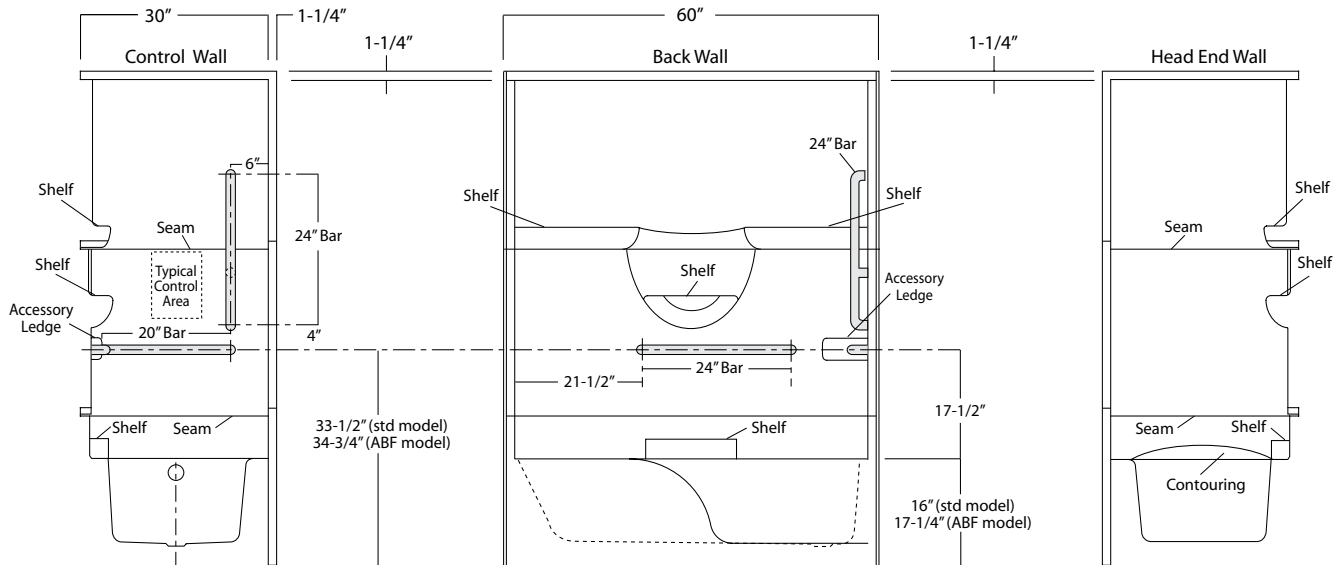 30” 1-1/4” 60”
1-1/4” 1-1/4”
Control Wall Back Wall Head End Wall
6” 24” Bar
Shelf Shelf Shelf Shelf
Seam 24” Bar Seam
Shelf Typical Shelf Shelf
Control Accessory
Area Ledge
Accessory
Ledge
20” Bar 4”
24” Bar
21-1/2”
17-1/2”
33-1/2” (std model)
34-3/4” (ABF model)
Shelf Seam Shelf Seam Shelf
Contouring
16” (std model)
17-1/4” (ABF model)